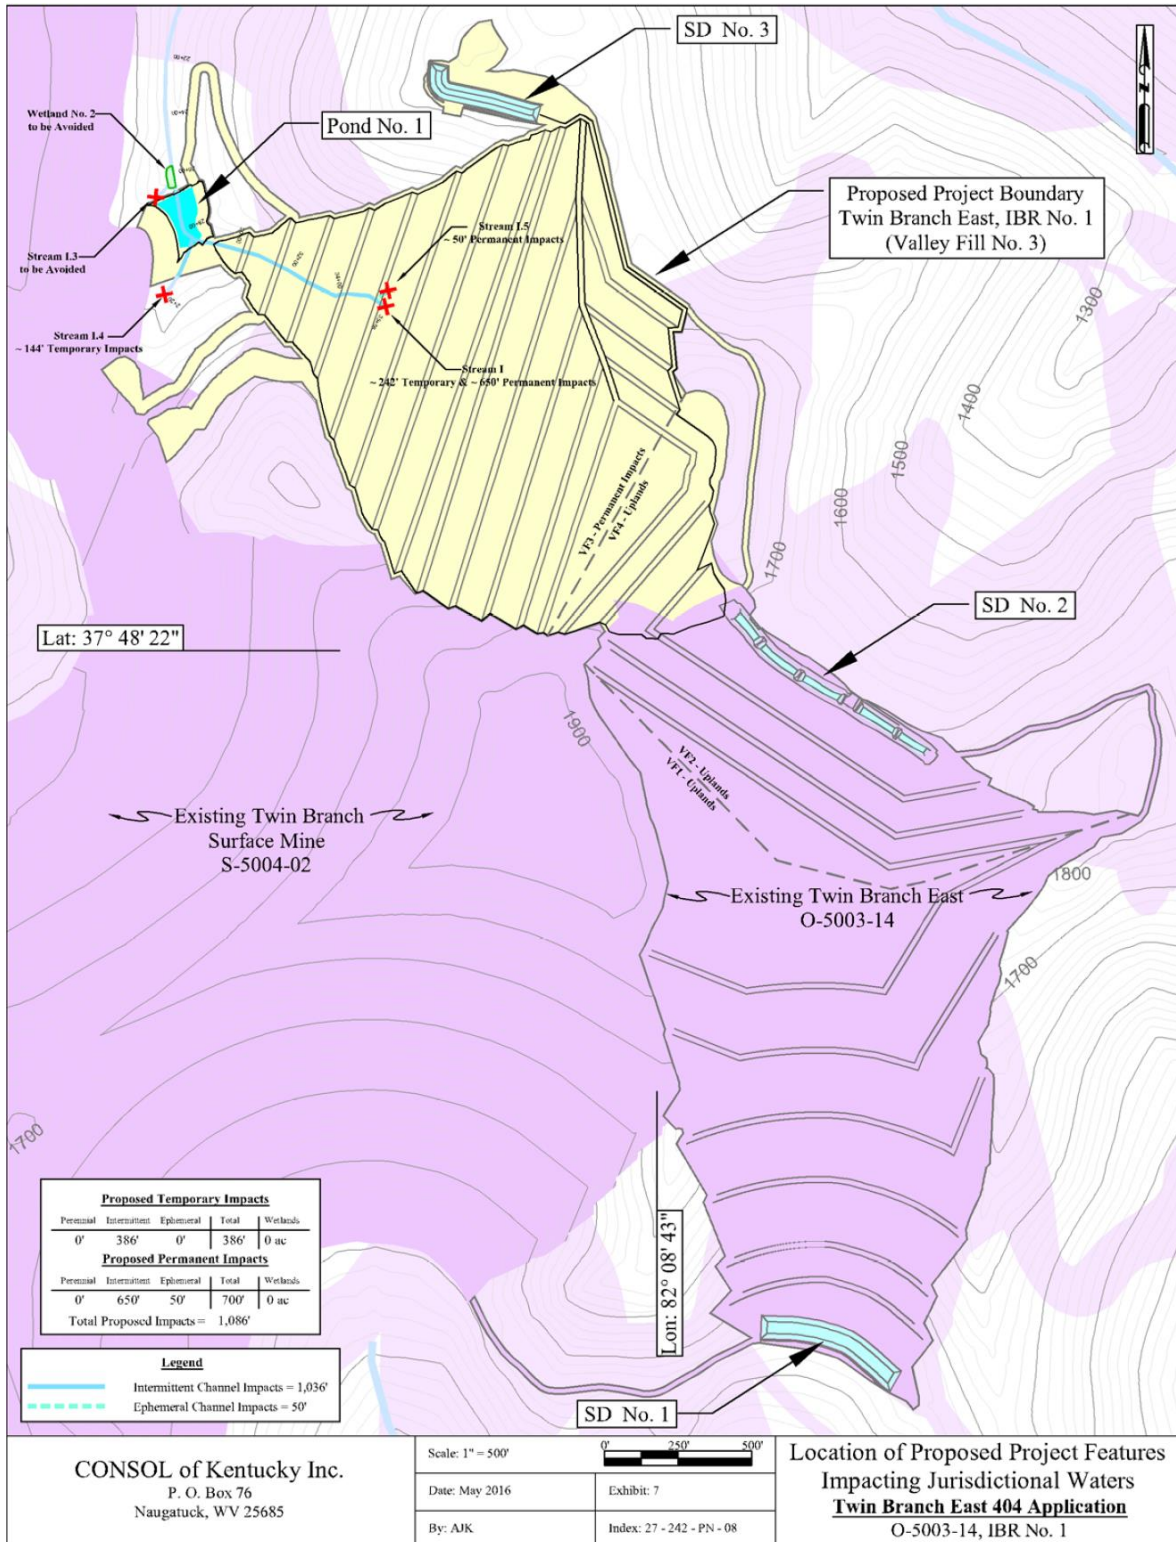 SD No. 3
Wetland No. 2
to be Avoided
Pond No. 1
Proposed Project Boundary
Twin Branch East, IBR No. 1
(Valley Fill No. 3)
Stream I.5
~ 50' Permanent Impacts
Stream I.3
to be Avoided
Stream I.4
~ 144' Temporary Impacts
Stream I
~ 242' Temporary & ~ 650' Permanent Impacts
1300
1400
1500
1600
1700
VF3 - Permanent Impacts
VF4 - Uplands
SD No. 2
Lat: 37° 48' 22"
1900
VF2 - Uplands
VF1 - Uplands
Existing Twin Branch
Surface Mine
S-5004-02
Existing Twin Branch East
O-5003-14
1800
1700
1700
Lon: 82° 08' 43"
Proposed Temporary Impacts
Perennial Intermittent Ephemeral Total Wetlands
0' 386' 0' 386' 0 ac
Proposed Permanent Impacts
Perennial Intermittent Ephemeral Total Wetlands
0' 650' 50' 700' 0 ac
Total Proposed Impacts = 1,086'
Legend
Intermittent Channel Impacts = 1,036'
Ephemeral Channel Impacts = 50'
SD No. 1
CONSOL of Kentucky Inc.
P. O. Box 76
Naugatuck, WV 25685
Scale: 1" = 500'
0' 250' 500'
Date: May 2016
Exhibit: 7
By: AJK
Index: 27 - 242 - PN - 08
Location of Proposed Project Features
Impacting Jurisdictional Waters
Twin Branch East 404 Application
O-5003-14, IBR No. 1